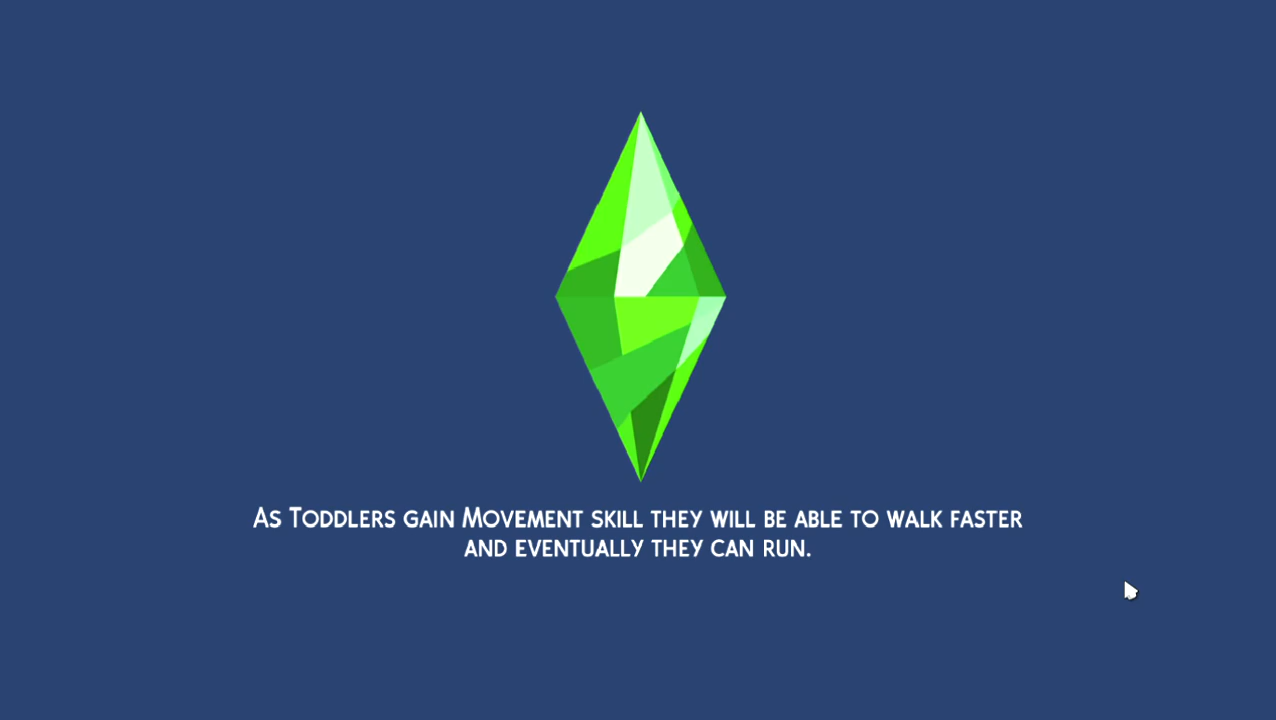 As Toddlers gain Movement skill they will be able to walk faster
and eventually they can run.